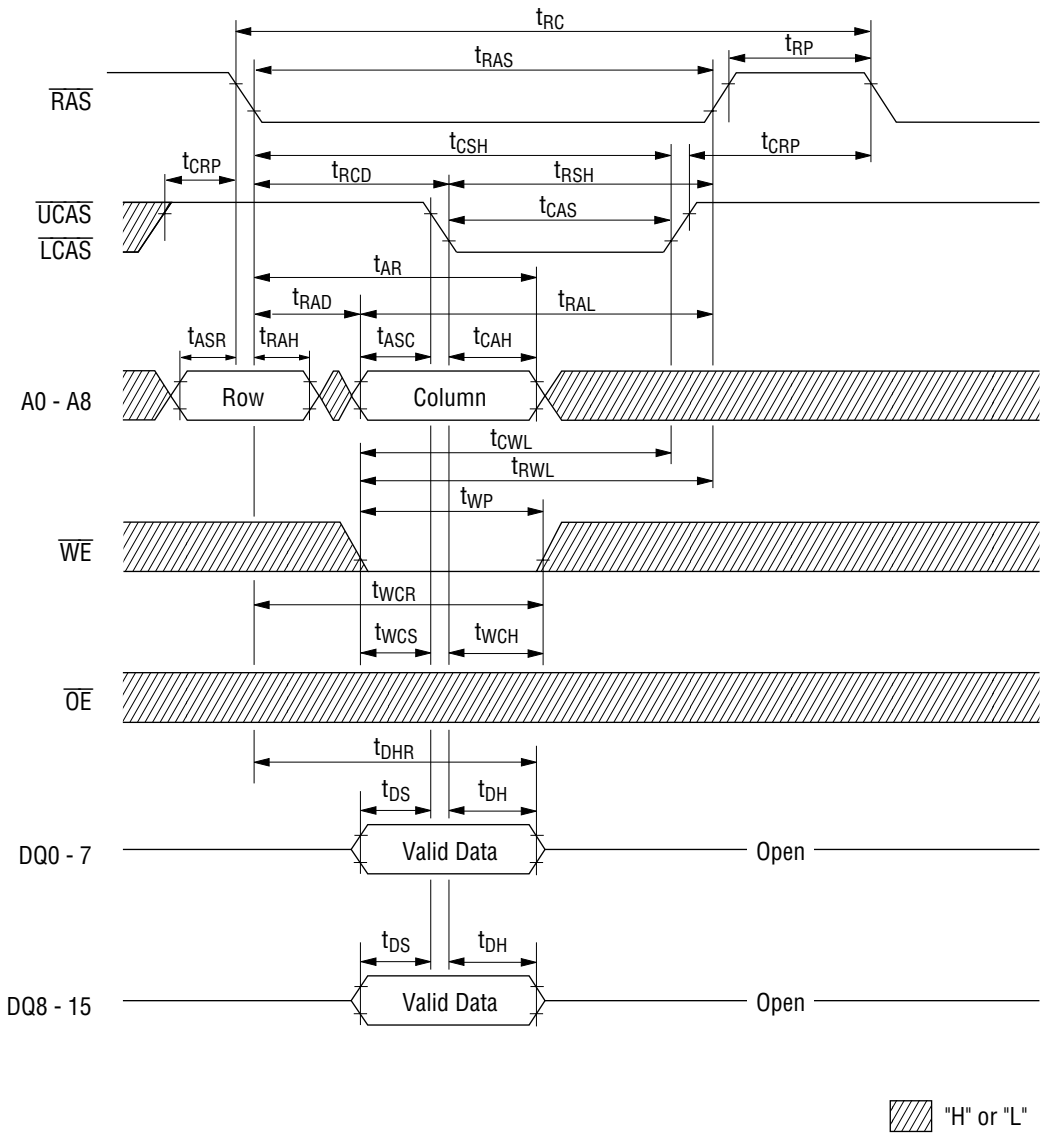 tRC
tRP
tRAS
RAS
tCSH
tCRP
tCRP
tRCD
tRSH
UCAS
tCAS
LCAS
tAR
tRAD
tRAL
tASR
tRAH
tASC
tCAH
A0 - A8
Row
Column
tCWL
tRWL
tWP
WE
tWCR
tWCS
tWCH
OE
tDHR
tDS
tDH
DQ0 - 7
Valid Data
Open
tDS
tDH
DQ8 - 15
Valid Data
Open
"H" or "L"